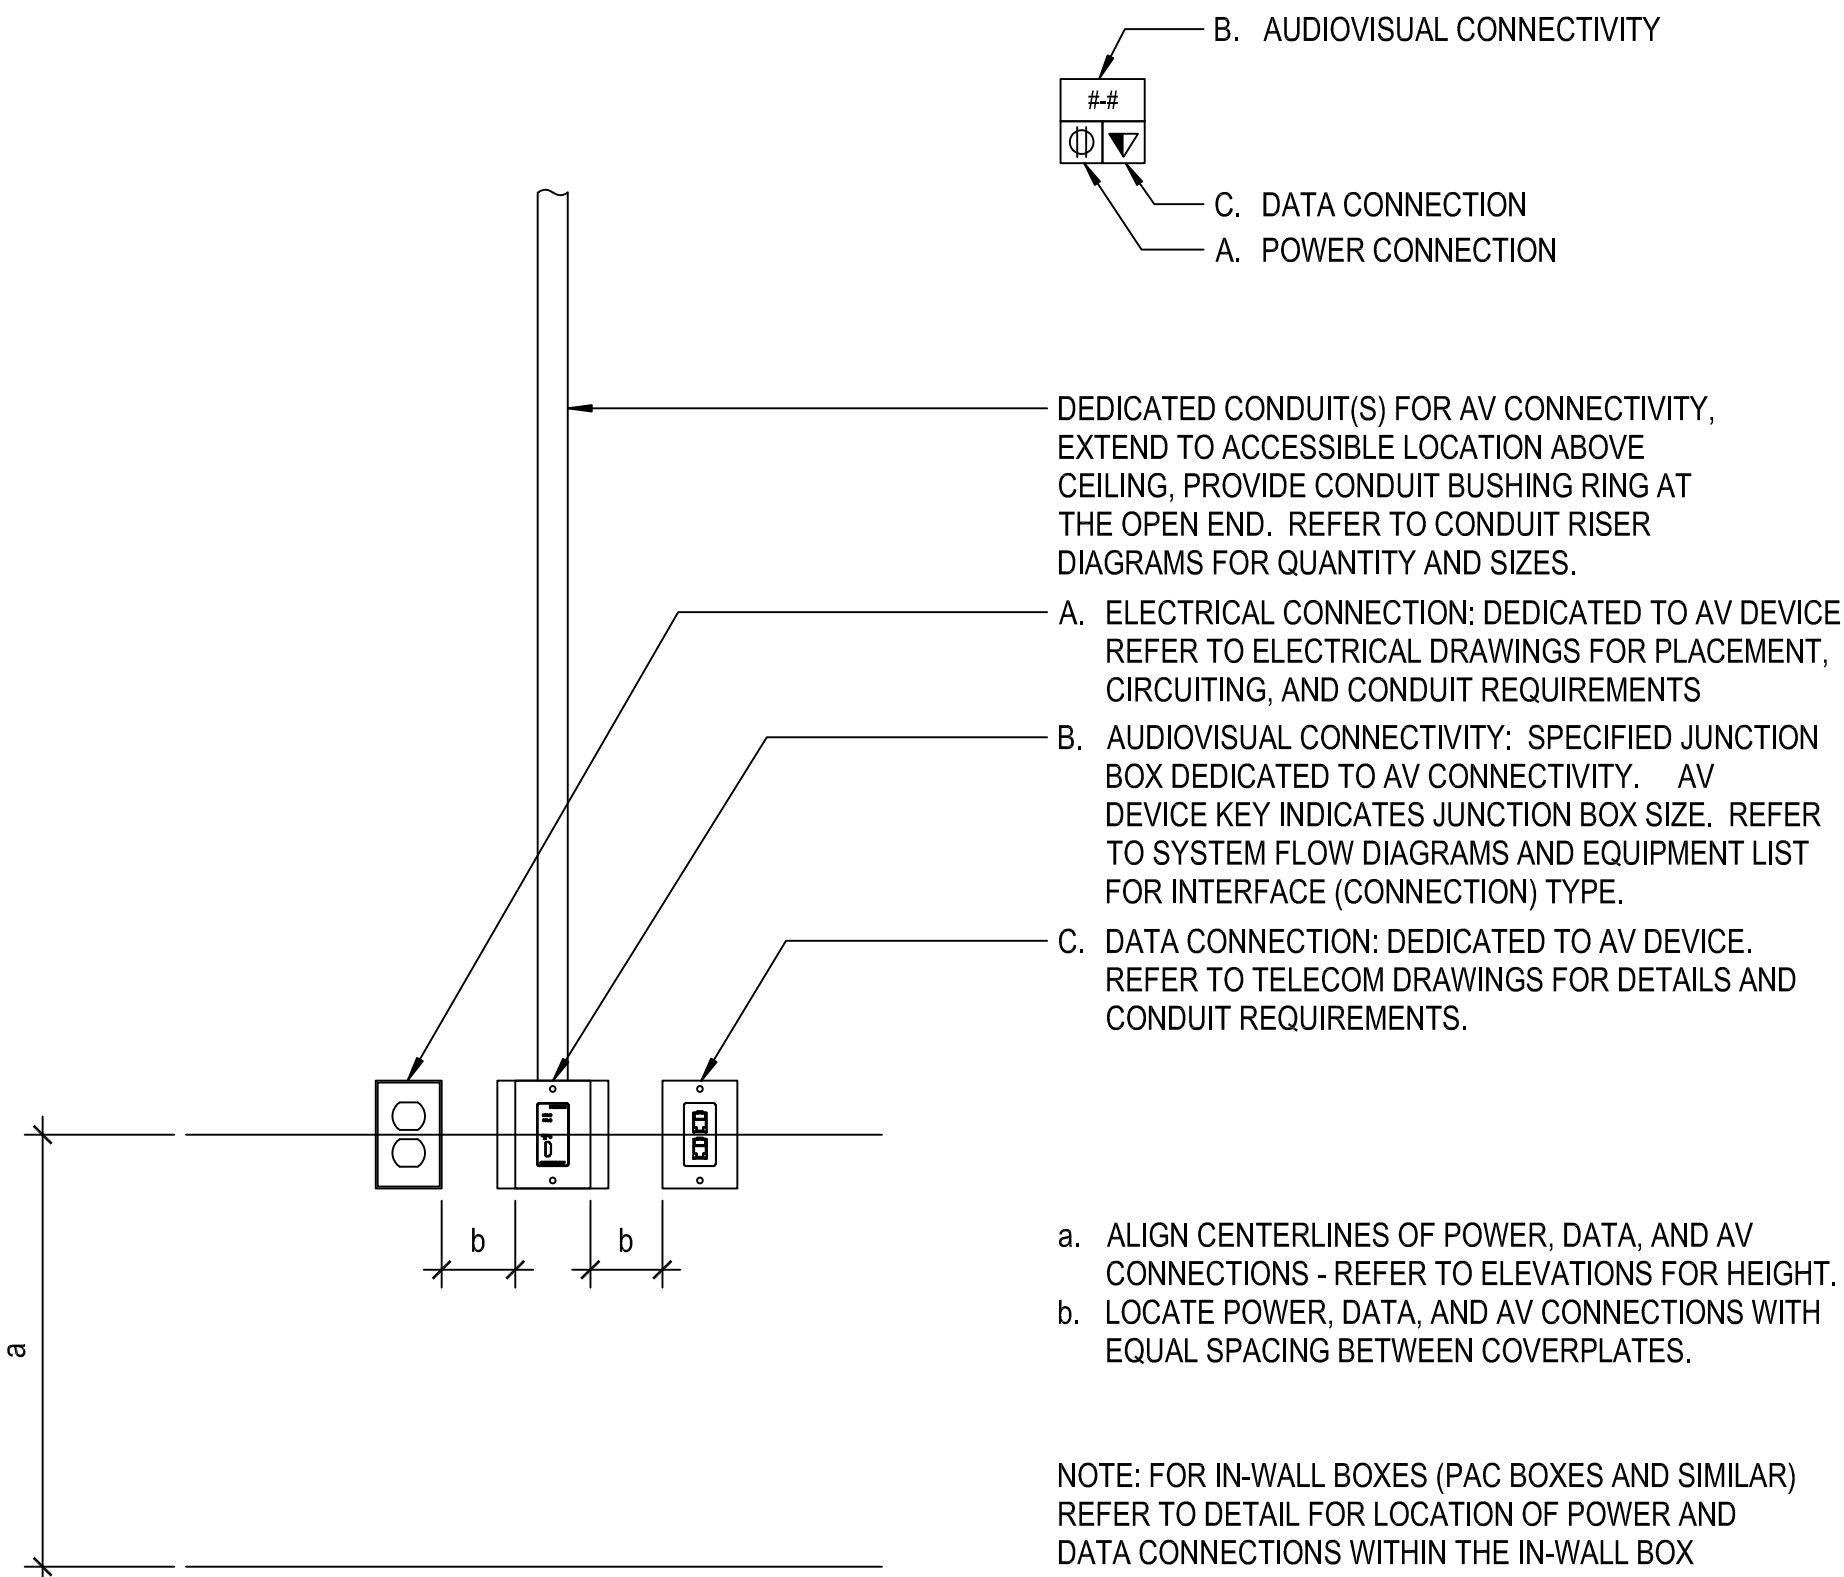 B. AUDIOVISUAL CONNECTIVITY
#-#
C. DATA CONNECTION
A. POWER CONNECTION
DEDICATED CONDUIT(S) FOR AV CONNECTIVITY,
EXTEND TO ACCESSIBLE LOCATION ABOVE
CEILING, PROVIDE CONDUIT BUSHING RING AT
THE OPEN END. REFER TO CONDUIT RISER
DIAGRAMS FOR QUANTITY AND SIZES.
A. ELECTRICAL CONNECTION: DEDICATED TO AV DEVICE
REFER TO ELECTRICAL DRAWINGS FOR PLACEMENT,
CIRCUITING, AND CONDUIT REQUIREMENTS
B. AUDIOVISUAL CONNECTIVITY: SPECIFIED JUNCTION
BOX DEDICATED TO AV CONNECTIVITY. AV
DEVICE KEY INDICATES JUNCTION BOX SIZE. REFER
TO SYSTEM FLOW DIAGRAMS AND EQUIPMENT LIST
FOR INTERFACE (CONNECTION) TYPE.
C. DATA CONNECTION: DEDICATED TO AV DEVICE.
REFER TO TELECOM DRAWINGS FOR DETAILS AND
CONDUIT REQUIREMENTS.
b
b
a
a. ALIGN CENTERLINES OF POWER, DATA, AND AV
CONNECTIONS - REFER TO ELEVATIONS FOR HEIGHT.
b. LOCATE POWER, DATA, AND AV CONNECTIONS WITH
EQUAL SPACING BETWEEN COVERPLATES.
NOTE: FOR IN-WALL BOXES (PAC BOXES AND SIMILAR)
REFER TO DETAIL FOR LOCATION OF POWER AND
DATA CONNECTIONS WITHIN THE IN-WALL BOX